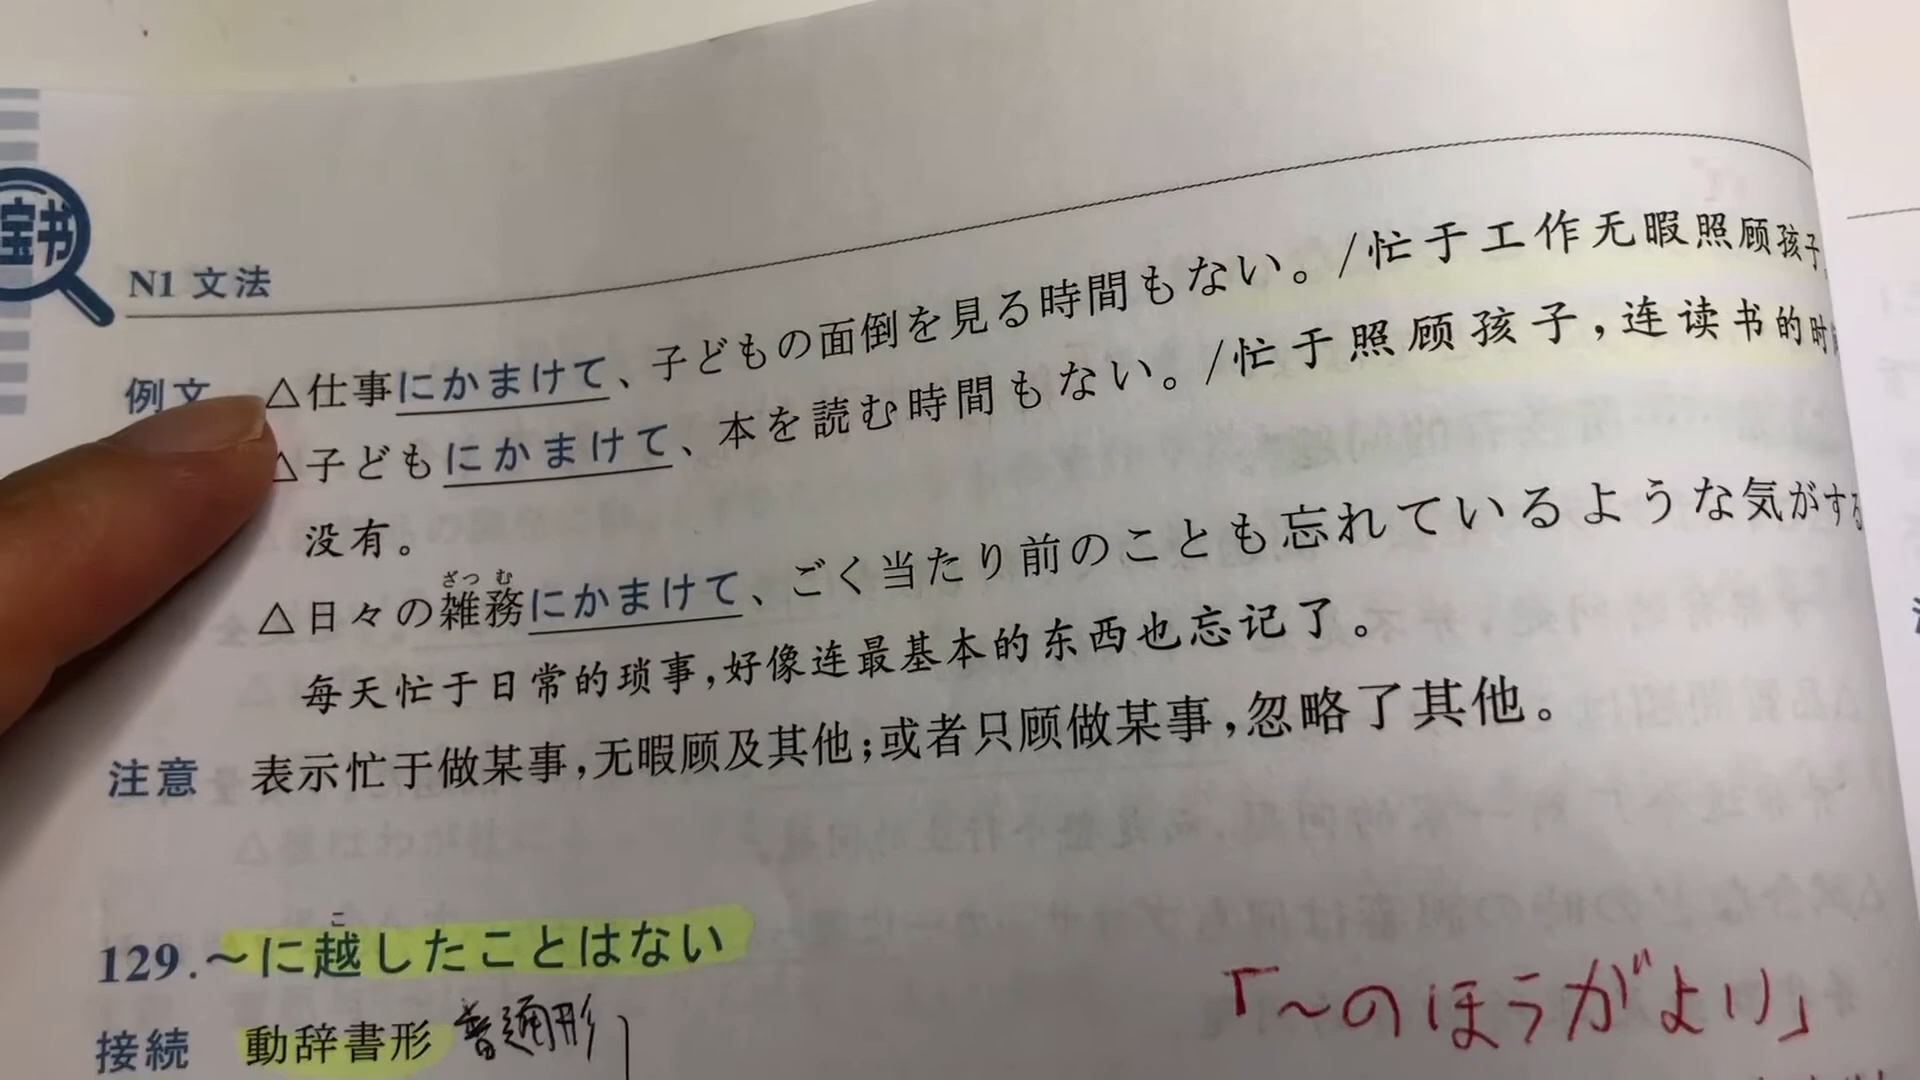 宝书
N1 文法
例文 △仕事にかまけて、子どもの面倒を見る時間もない。/忙于工作无暇照顾孩子
△子どもにかまけて、本を読む時間もない。/忙于照顾孩子,连读书的时
没有。
ざつ む
△日々の雑務にかまけて、ごく当たり前のことも忘れているような気がする
每天忙于日常的琐事,好像连最基本的东西也忘记了。
注意 表示忙于做某事,无暇顾及其他;或者只顾做某事,忽略了其他。
こ
129.～に越したことはない
「～のほうがよい」
接続 動辞書形 普通形